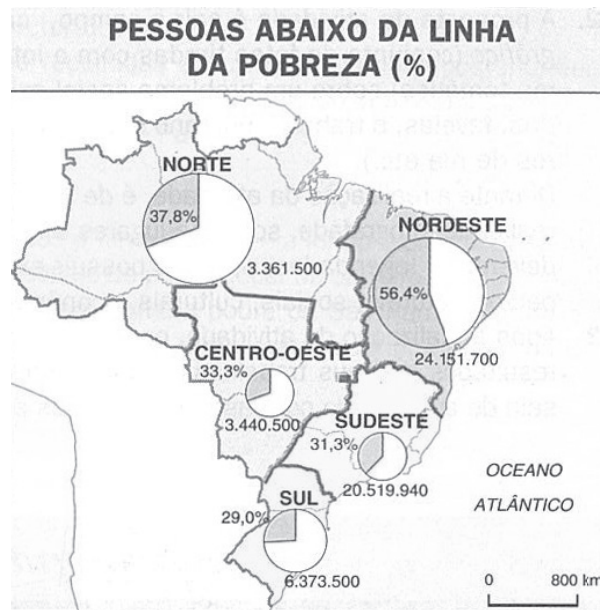 PESSOAS ABAIXO DA LINHA
DA POBREZA (%)
NORTE
37,8%
3.361.500
NORDESTE
56,4%
24.151.700
CENTRO-OESTE
33,3%
3.440.500
SUDESTE
31,3%
20.519.940
SUL
29,0%
6.373.500
OCEANO
ATLÂNTICO
0 800 km